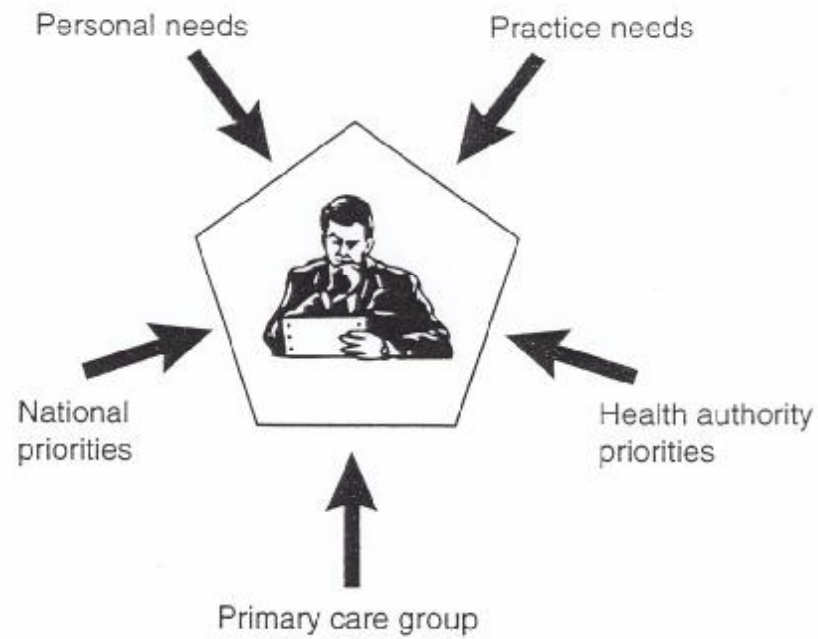 Personal needs
Practice needs
National
priorities
Health authority
priorities
Primary care group